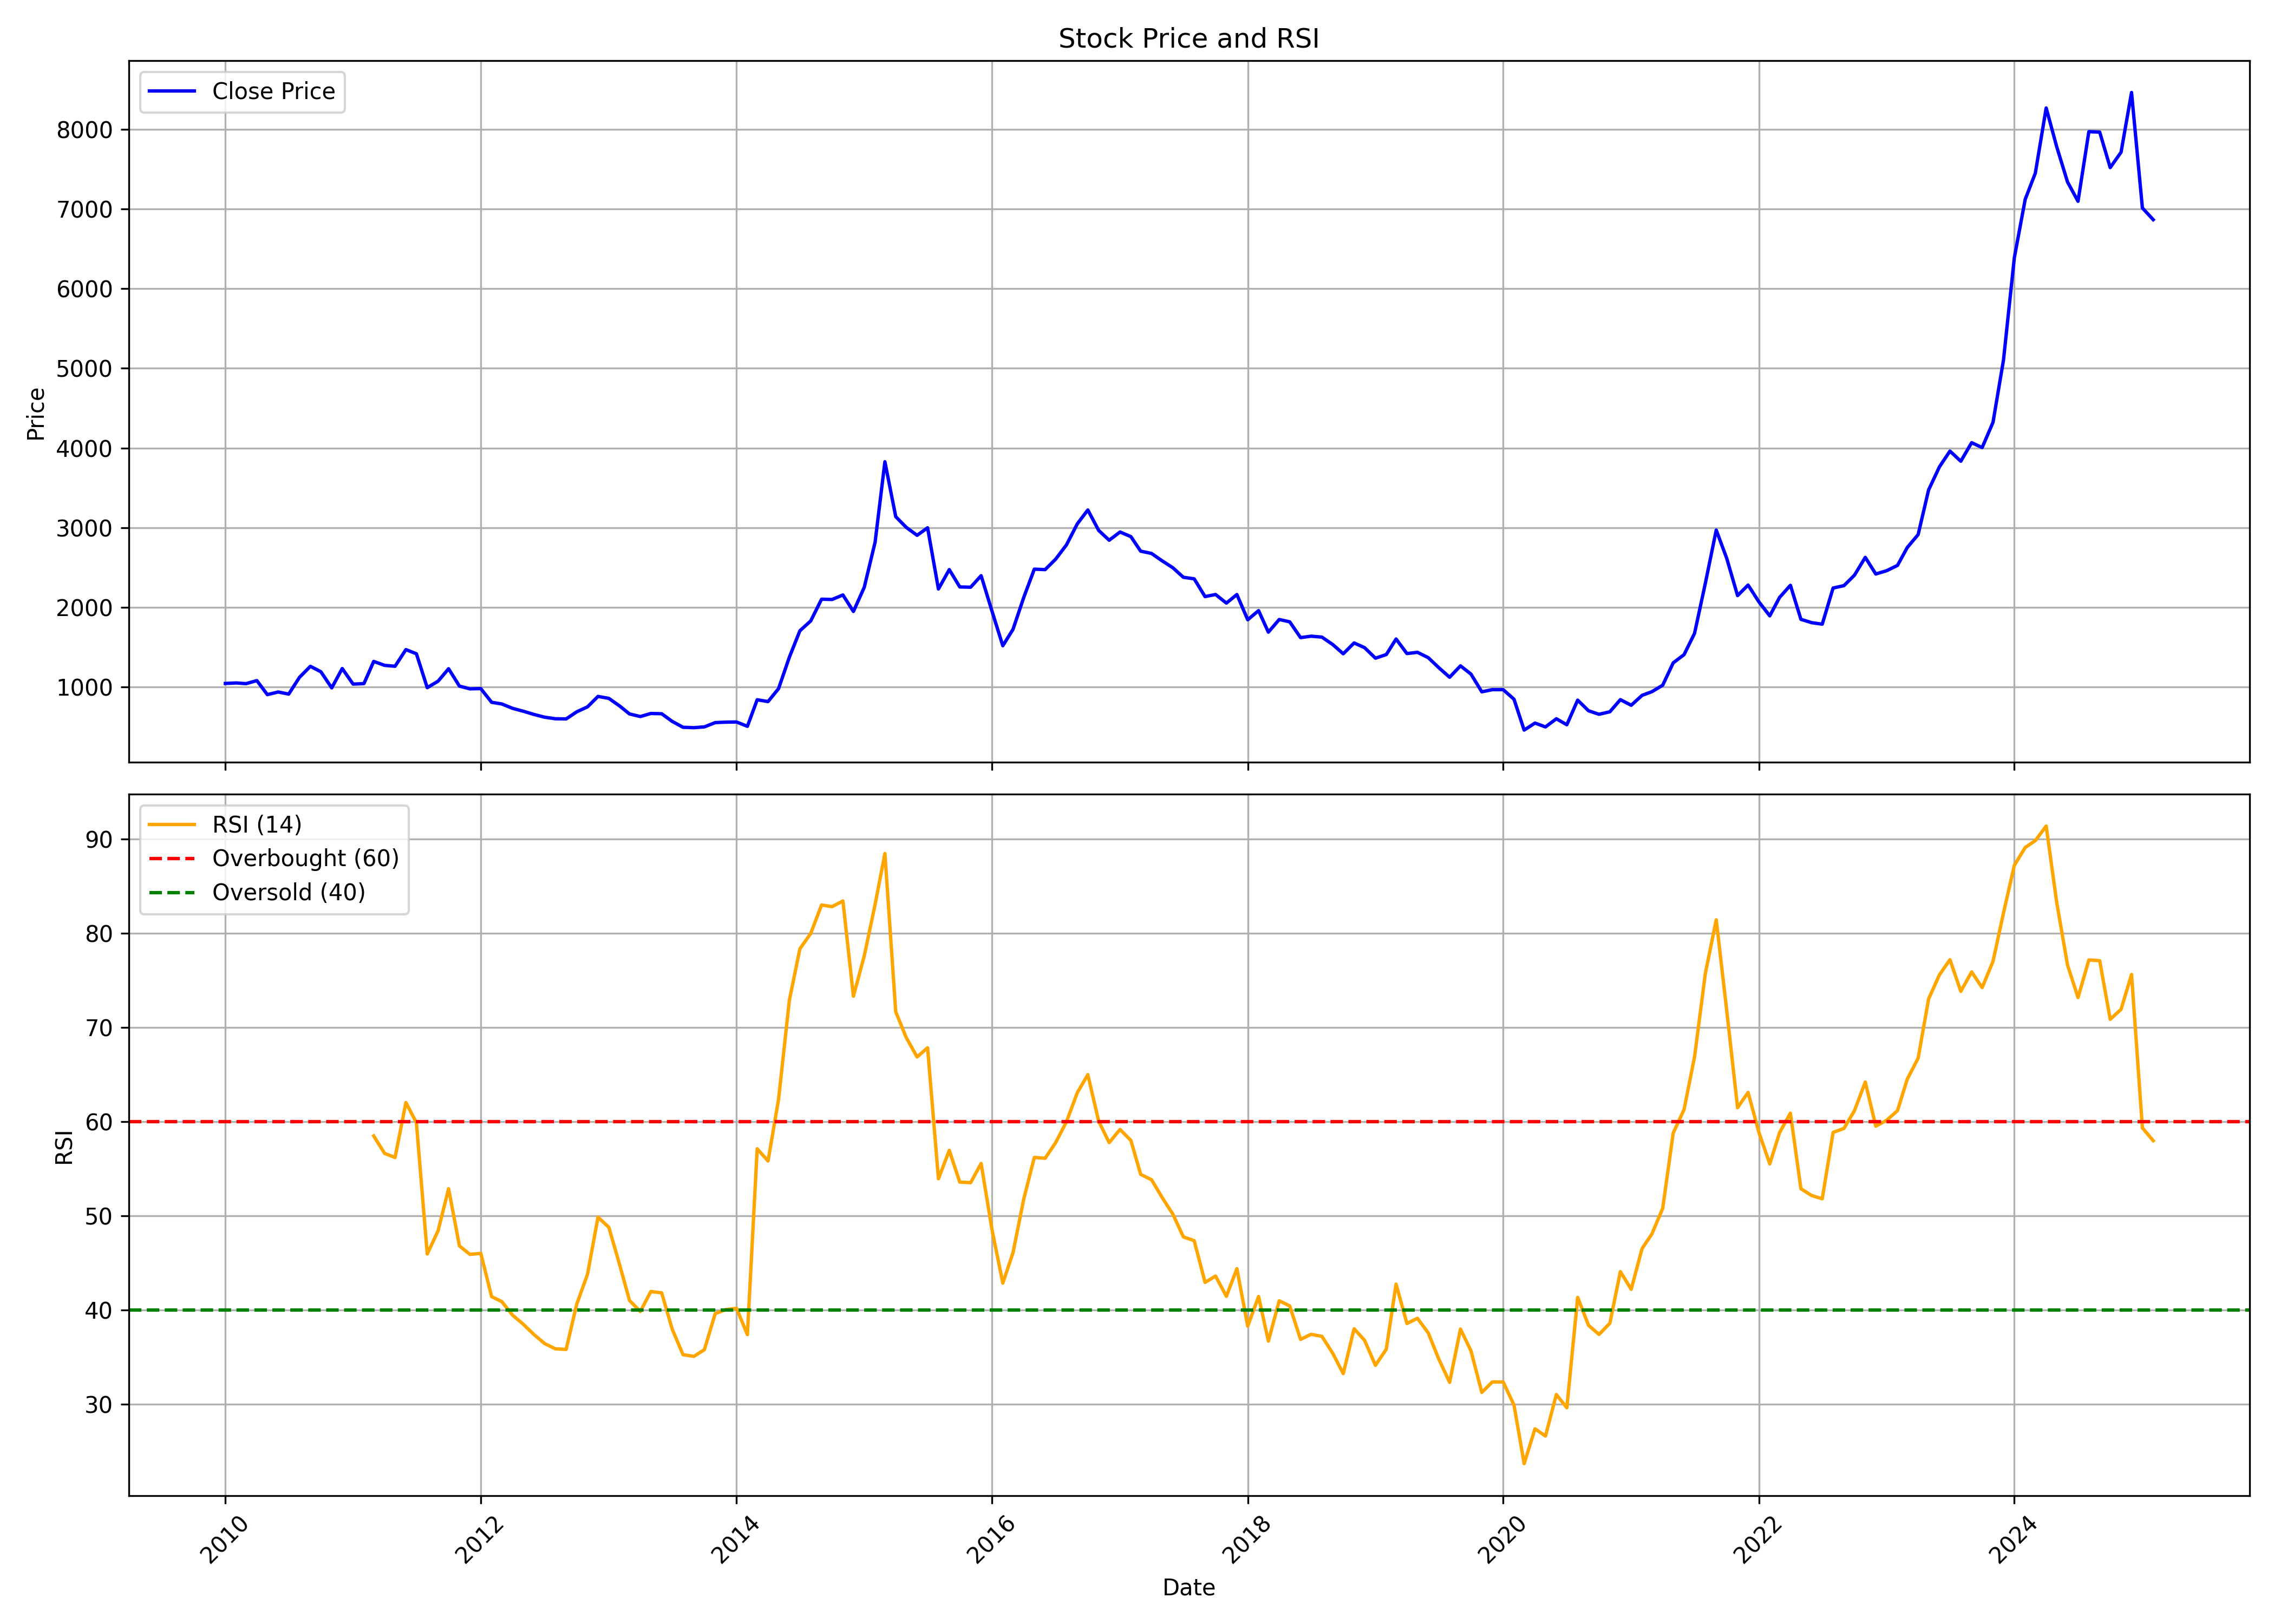 Stock Price and RSI
Close Price
8000
7000
6000
5000
4000
3000
2000
1000
Price
RSI (14)
Overbought (60)
Oversold (40)
90
80
70
60
50
40
30
RSI
2010
2012
2014
2016
2018
2020
2022
2024
Date